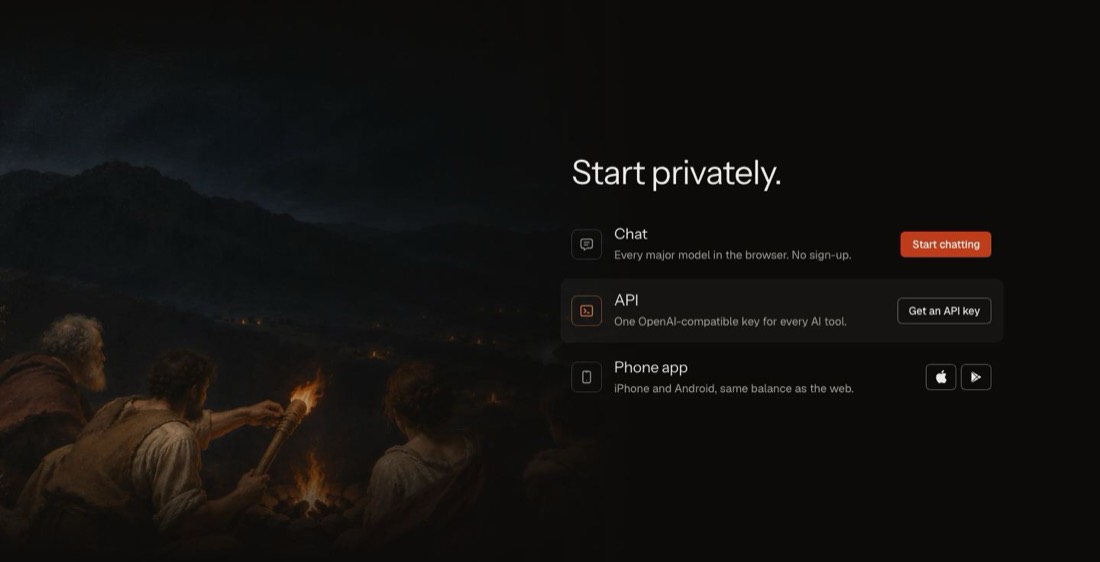 Start privately.
Chat
Every major model in the browser. No sign-up.
Start chatting
API
One OpenAI-compatible key for every AI tool.
Get an API key
Phone app
iPhone and Android, same balance as the web.